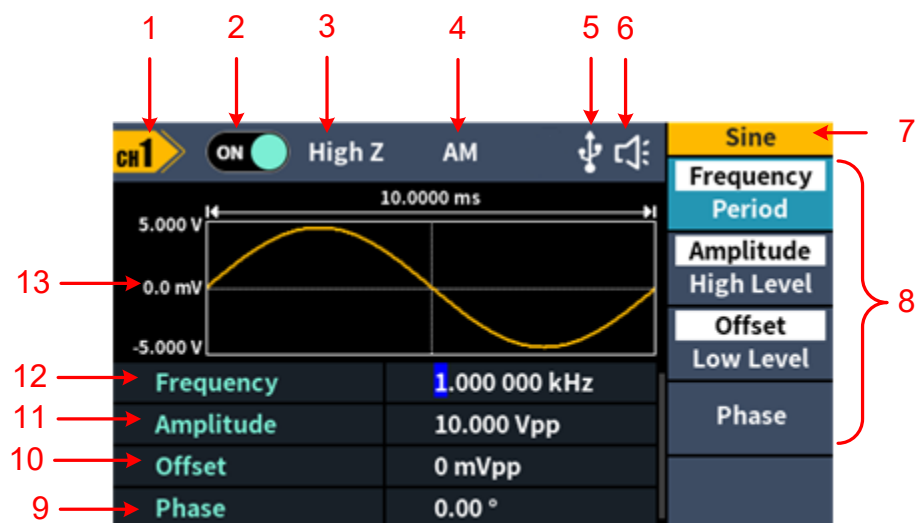 1 2 3 4 5 6
CH1 ON High Z AM Sine 7
Frequency
Period
10.0000 ms
5.000 V
Amplitude
High Level
13 0.0 mV
8
Offset
Low Level
-5.000 V
12 Frequency 1.000 000 kHz
11 Amplitude 10.000 Vpp
Phase
10 Offset 0 mVpp
9 Phase 0.00 °